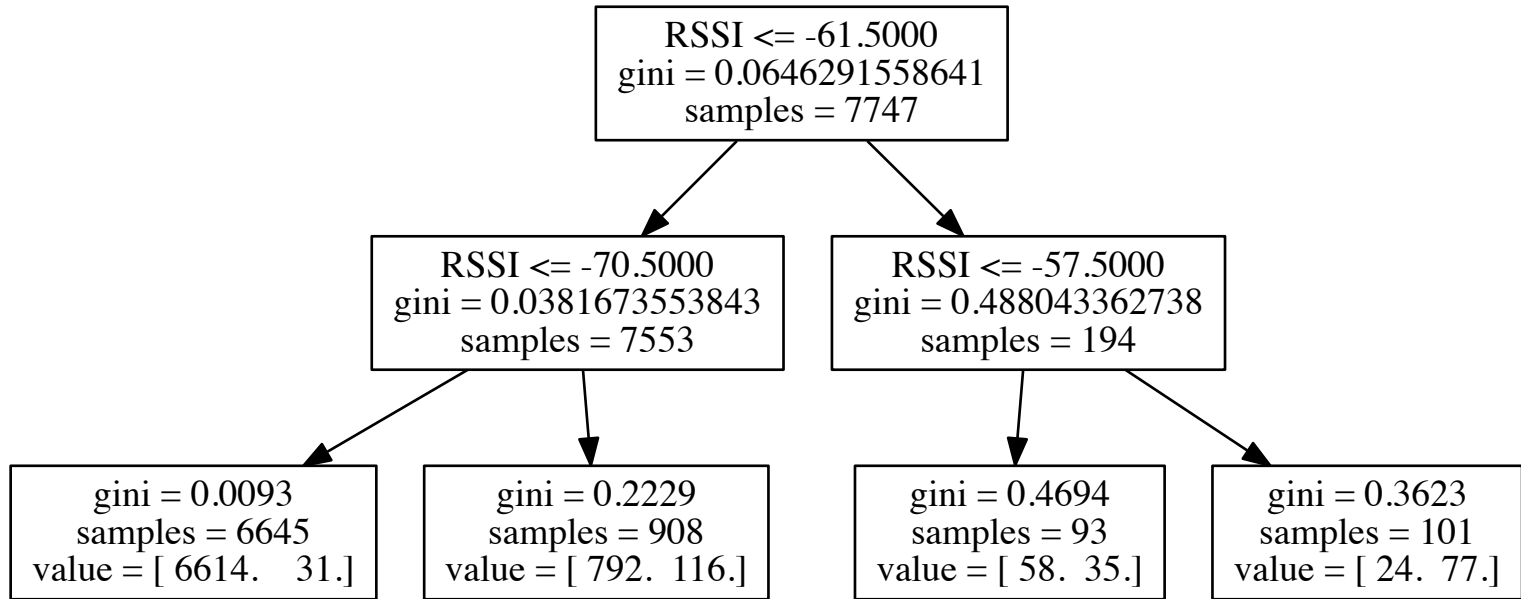 RSSI <= -61.5000
gini = 0.0646291558641
samples = 7747
RSSI <= -70.5000
gini = 0.0381673553843
samples = 7553
RSSI <= -57.5000
gini = 0.488043362738
samples = 194
gini = 0.0093
samples = 6645
value = [ 6614.    31.]
gini = 0.2229
samples = 908
value = [ 792.  116.]
gini = 0.4694
samples = 93
value = [ 58.  35.]
gini = 0.3623
samples = 101
value = [ 24.  77.]